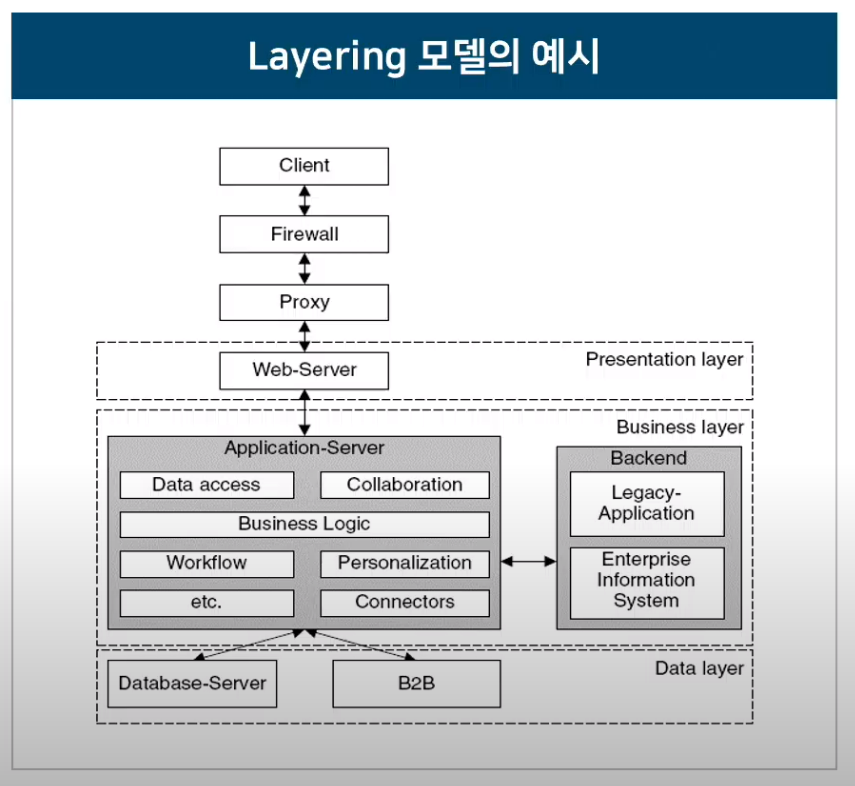 Layering 모델의 예시
Client
Firewall
Proxy
Web-Server
Presentation layer
Business layer
Application-Server
Data access
Collaboration
Business Logic
Workflow
Personalization
etc.
Connectors
Backend
Legacy-
Application
Enterprise
Information
System
Data layer
Database-Server
B2B